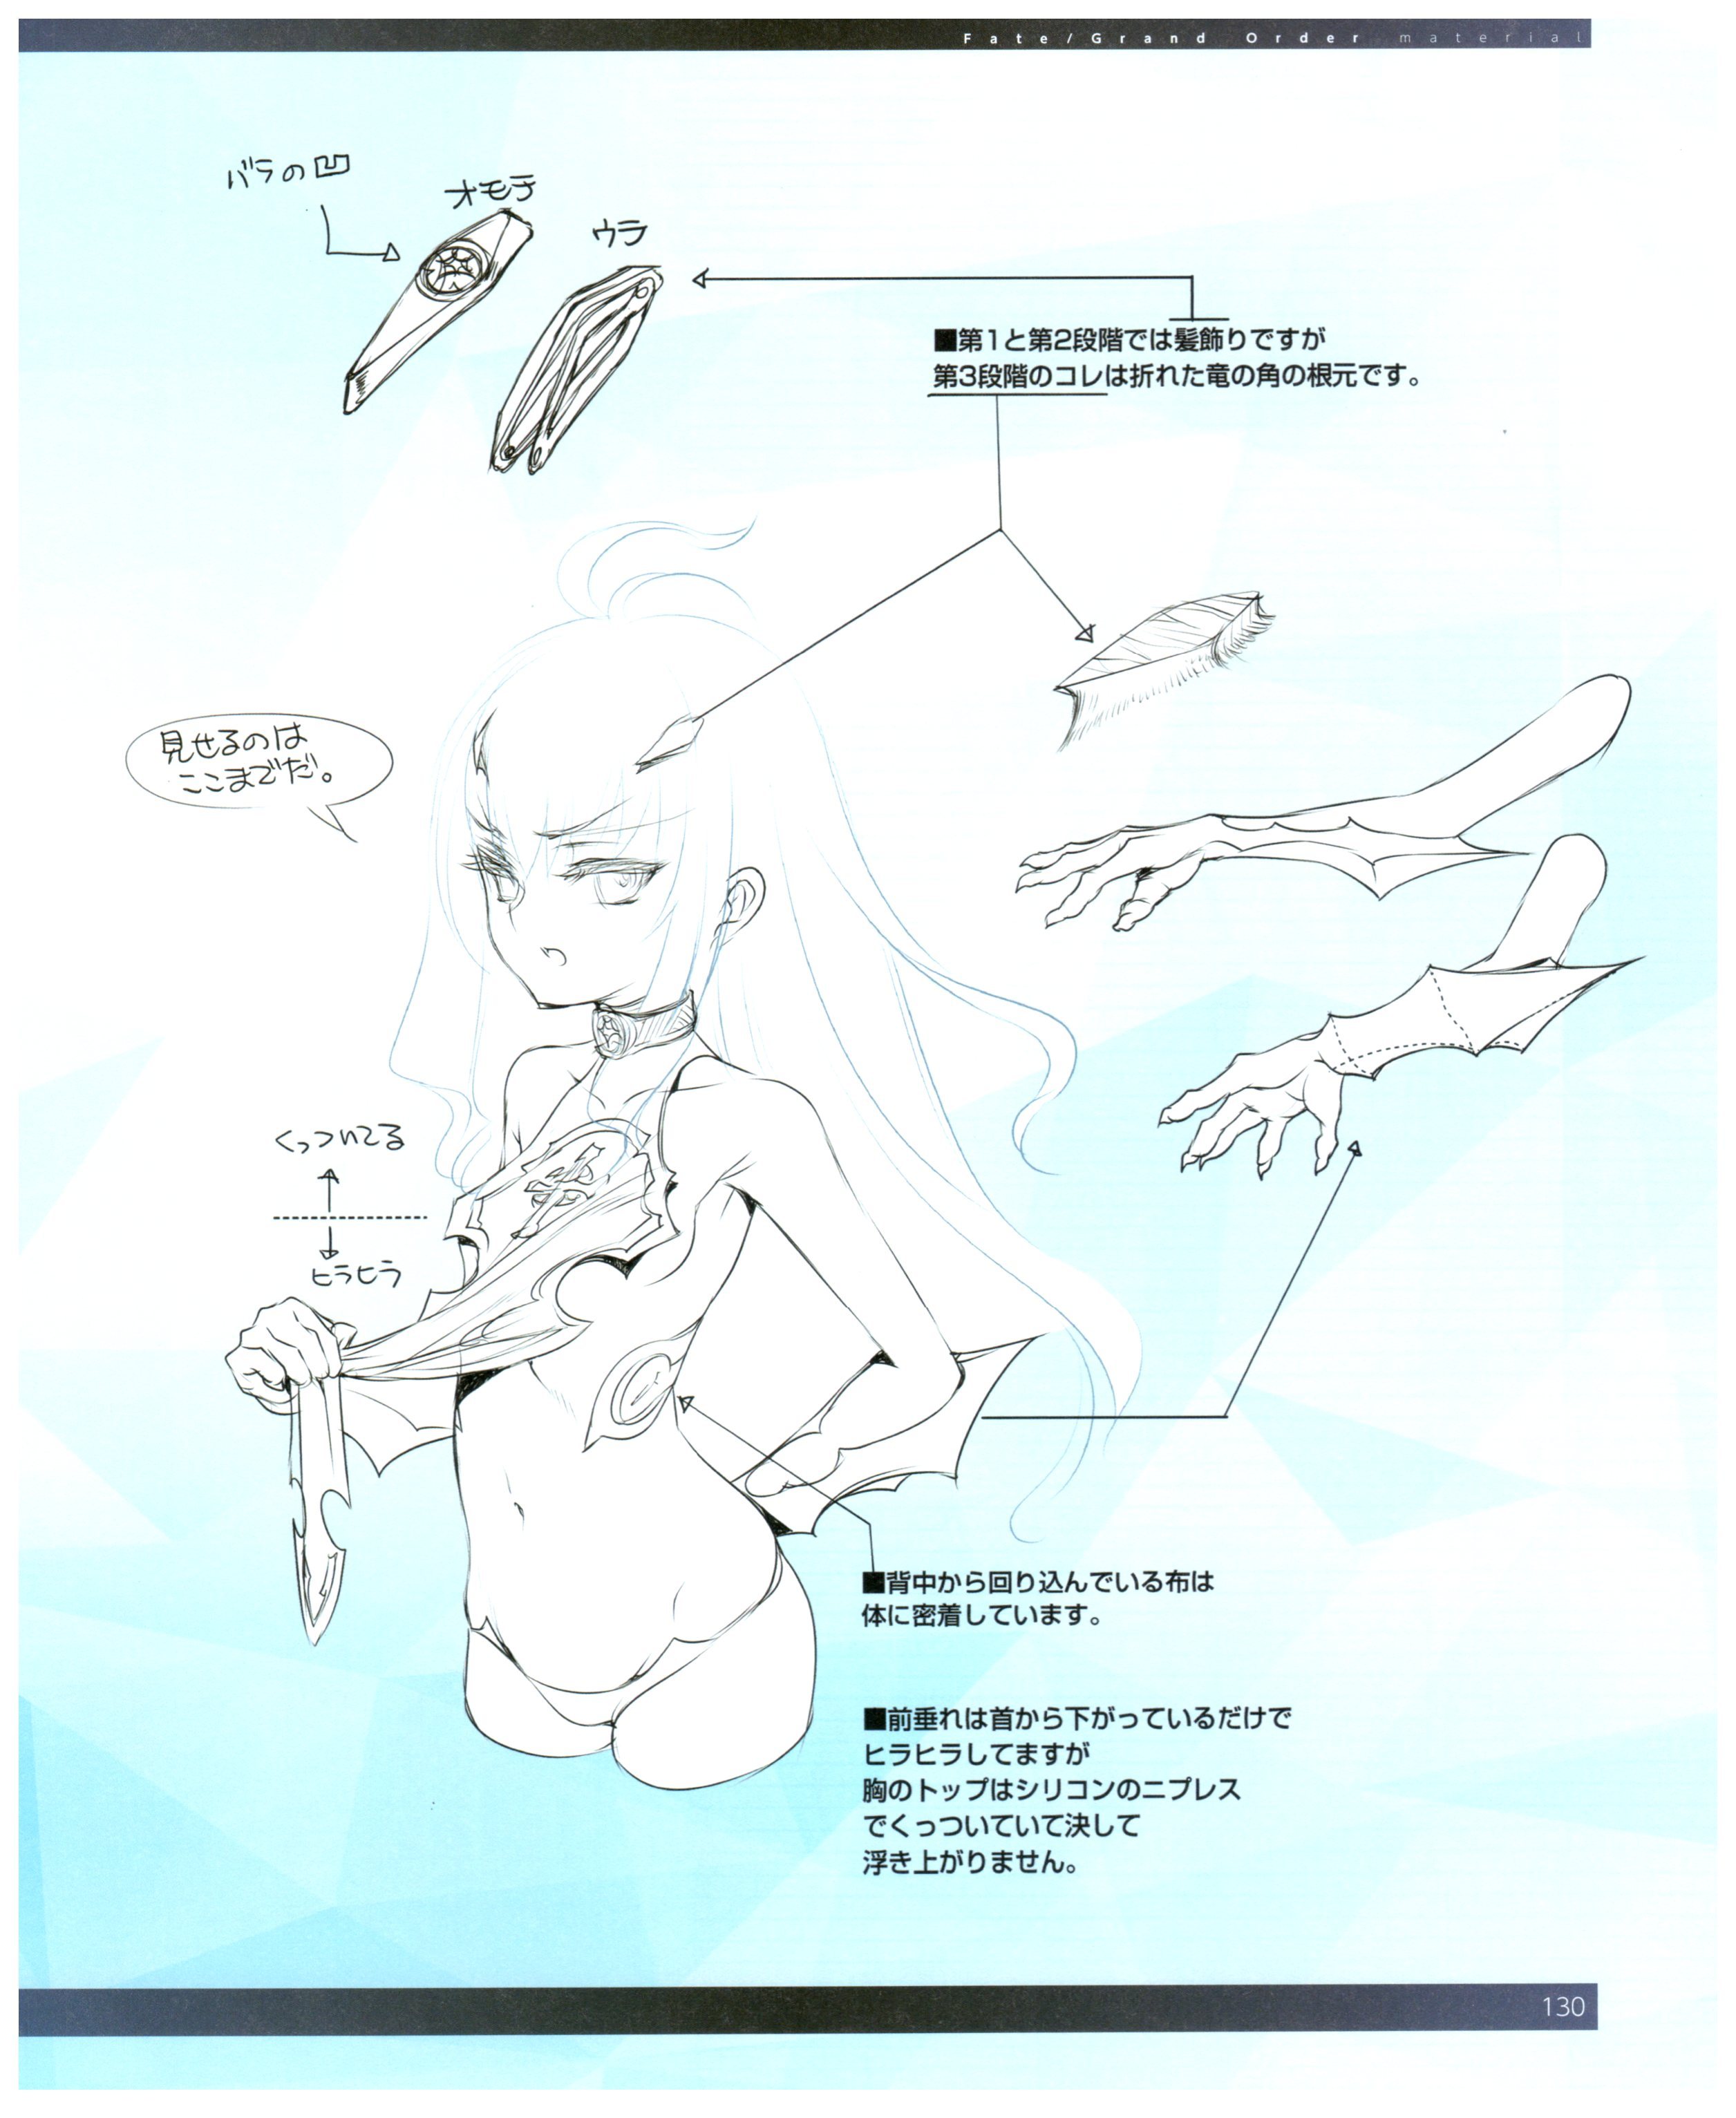 Fate/Grand Order material
バラの凹
オモテ
ウラ
■第1と第2段階では髪飾りですが
第3段階のコレは折れた竜の角の根元です。
見せるのは
ここまでだ。
くっついてる
ヒラヒラ
■背中から回り込んでいる布は
体に密着しています。
■前垂れは首から下がっているだけで
ヒラヒラしてますが
胸のトップはシリコンのニプレス
でくっついていて決して
浮き上がりません。
130